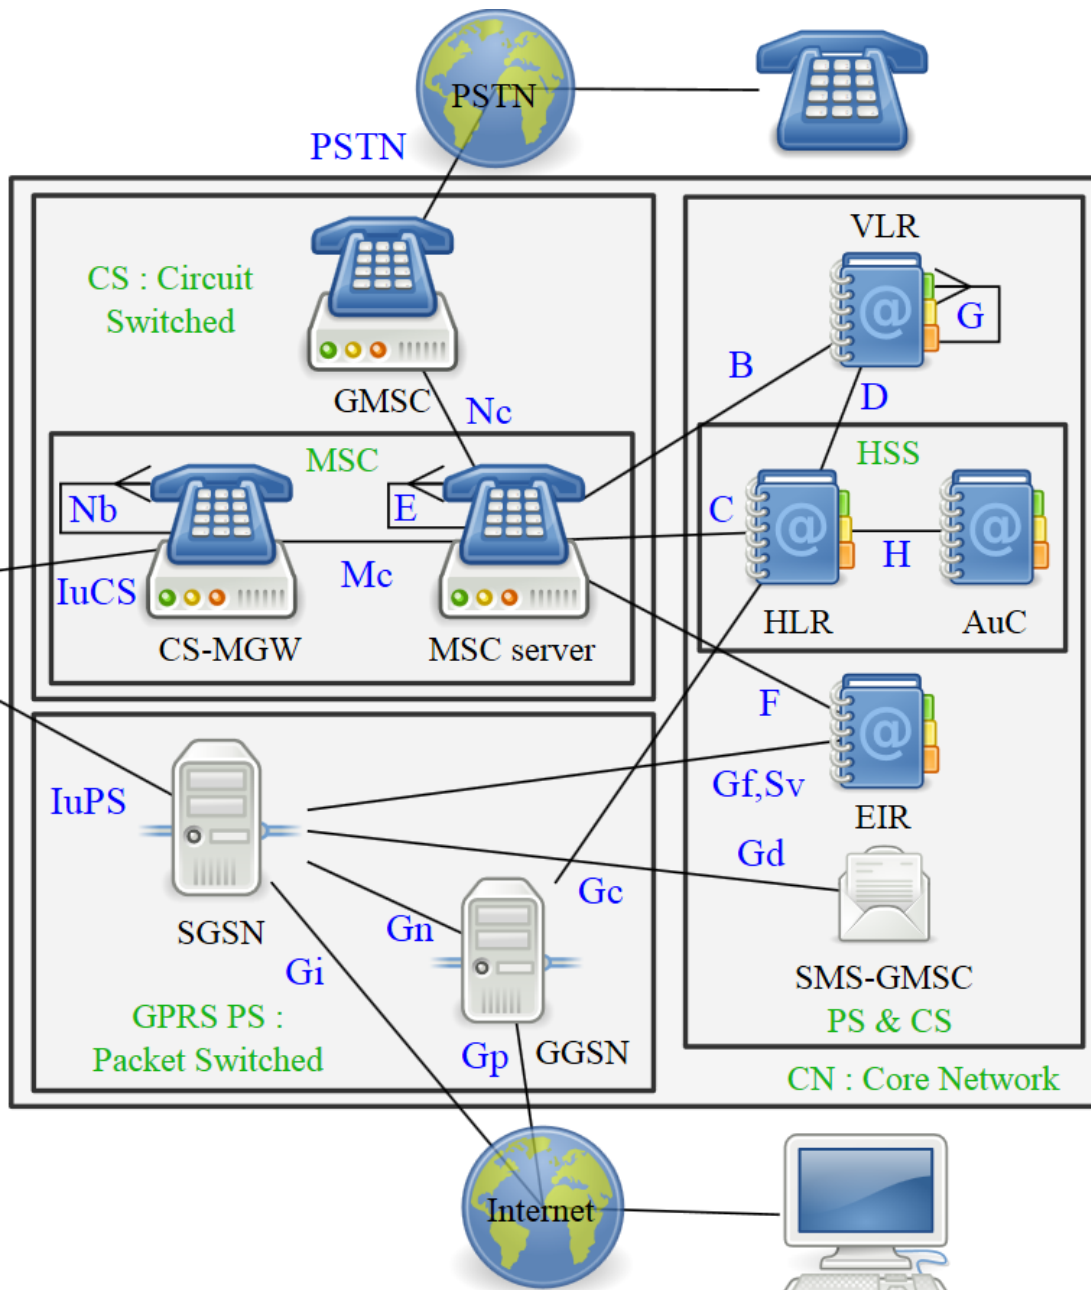 PSTN
PSTN
VLR
CS : Circuit
Switched
G
B
D
GMSC
Nc
MSC
HSS
Nb
E
C
H
Mc
IuCS
HLR
AuC
CS-MGW
MSC server
F
Gf,Sv
IuPS
EIR
Gd
Gc
Gn
SGSN
Gi
SMS-GMSC
GPRS PS :
Packet Switched
PS & CS
Gp
GGSN
CN : Core Network
Internet
@
@
@
@